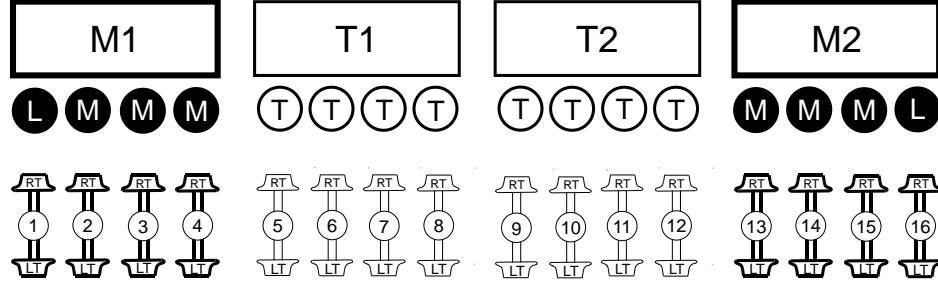 M1 T1 T2 M2
L M M M T T T T T T T T M M M L
RT RT RT RT RT RT RT RT RT RT RT RT RT RT RT RT
1 2 3 4 5 6 7 8 9 10 11 12 13 14 15 16
LT LT LT LT LT LT LT LT LT LT LT LT LT LT LT LT